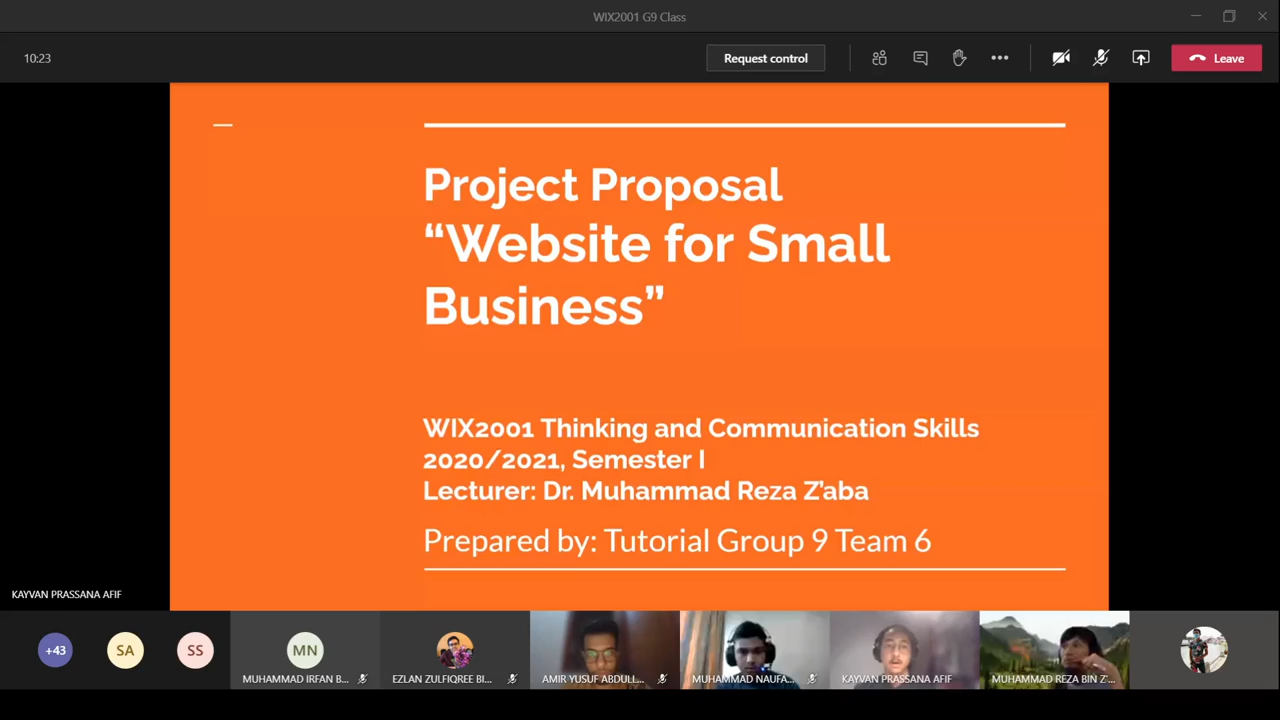 WIX2001 G9 Class
10:23
Request control
Leave
Project Proposal
“Website for Small
Business”
WIX2001 Thinking and Communication Skills
2020/2021, Semester I
Lecturer: Dr. Muhammad Reza Z’aba
Prepared by: Tutorial Group 9 Team 6
KAYVAN PRASSANA AFIF
+43
SA
SS
MN
MUHAMMAD IRFAN B...
EZLAN ZULFIQREE BI...
AMIR YUSUF ABDULL...
MUHAMMAD NAUFA...
KAYVAN PRASSANA AFIF
MUHAMMAD REZA BIN Z'...